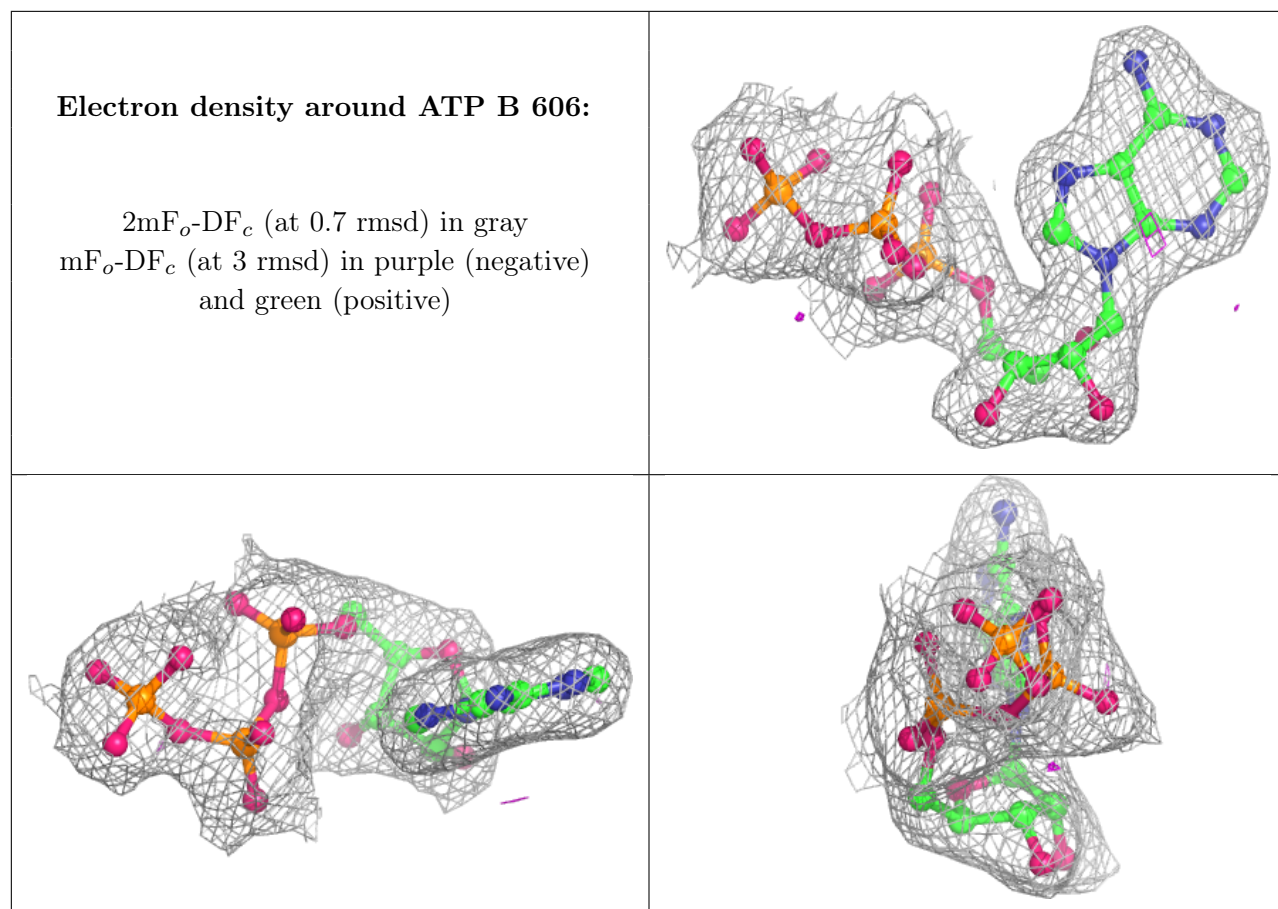 Electron density around ATP B 606:
2mFo-DFc (at 0.7 rmsd) in gray
mFo-DFc (at 3 rmsd) in purple (negative)
and green (positive)